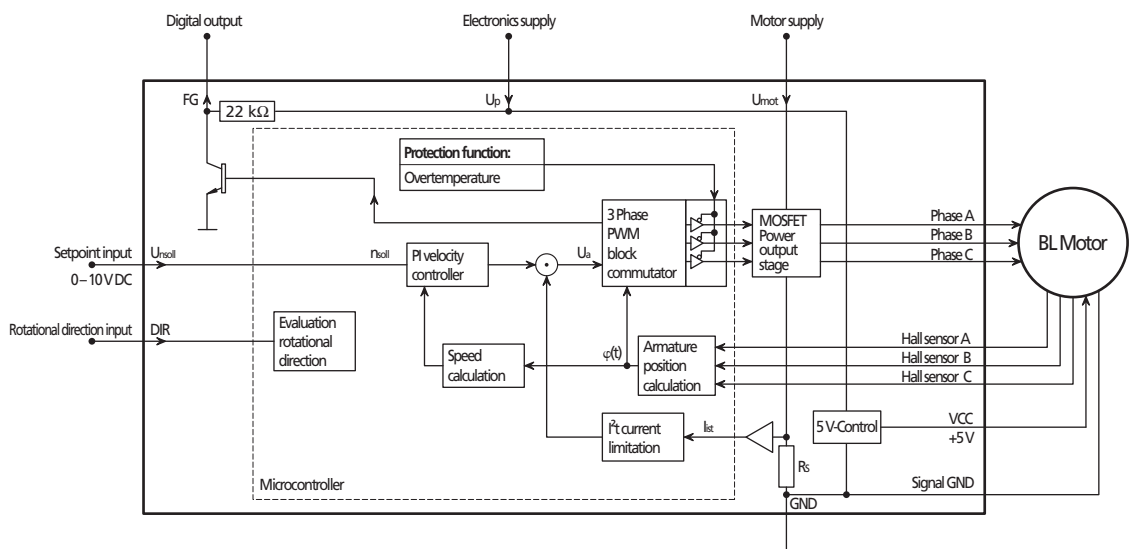 Digital output
Electronics supply
Motor supply
FG
22 kΩ
Up
Umot
Protection function:
Overtemperature
3 Phase
PWM
block
commutator
MOSFET
Power
output
stage
Phase A
Phase B
Phase C
BL Motor
Setpoint input
0–10 V DC
Unsoll
nsoll
PI velocity
controller
Ua
Rotational direction input
DIR
Evaluation
rotational
direction
Speed
calculation
φ(t)
Armature
position
calculation
Hall sensor A
Hall sensor B
Hall sensor C
I²t current
limitation
Iist
5 V-Control
VCC
+5 V
RS
Microcontroller
Signal GND
GND